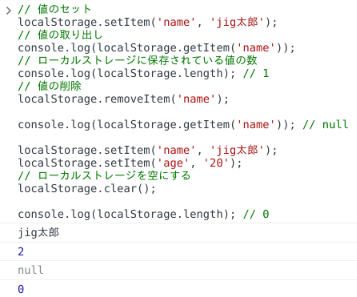 > // 値のセット
localStorage.setItem('name', 'jig太郎');
// 値の取り出し
console.log(localStorage.getItem('name'));
// ローカルストレージに保存されている値の数
console.log(localStorage.length); // 1
// 値の削除
localStorage.removeItem('name');
console.log(localStorage.getItem('name')); // null
localStorage.setItem('name', 'jig太郎');
localStorage.setItem('age', '20');
// ローカルストレージを空にする
localStorage.clear();
console.log(localStorage.length); // 0
jig太郎
2
null
0